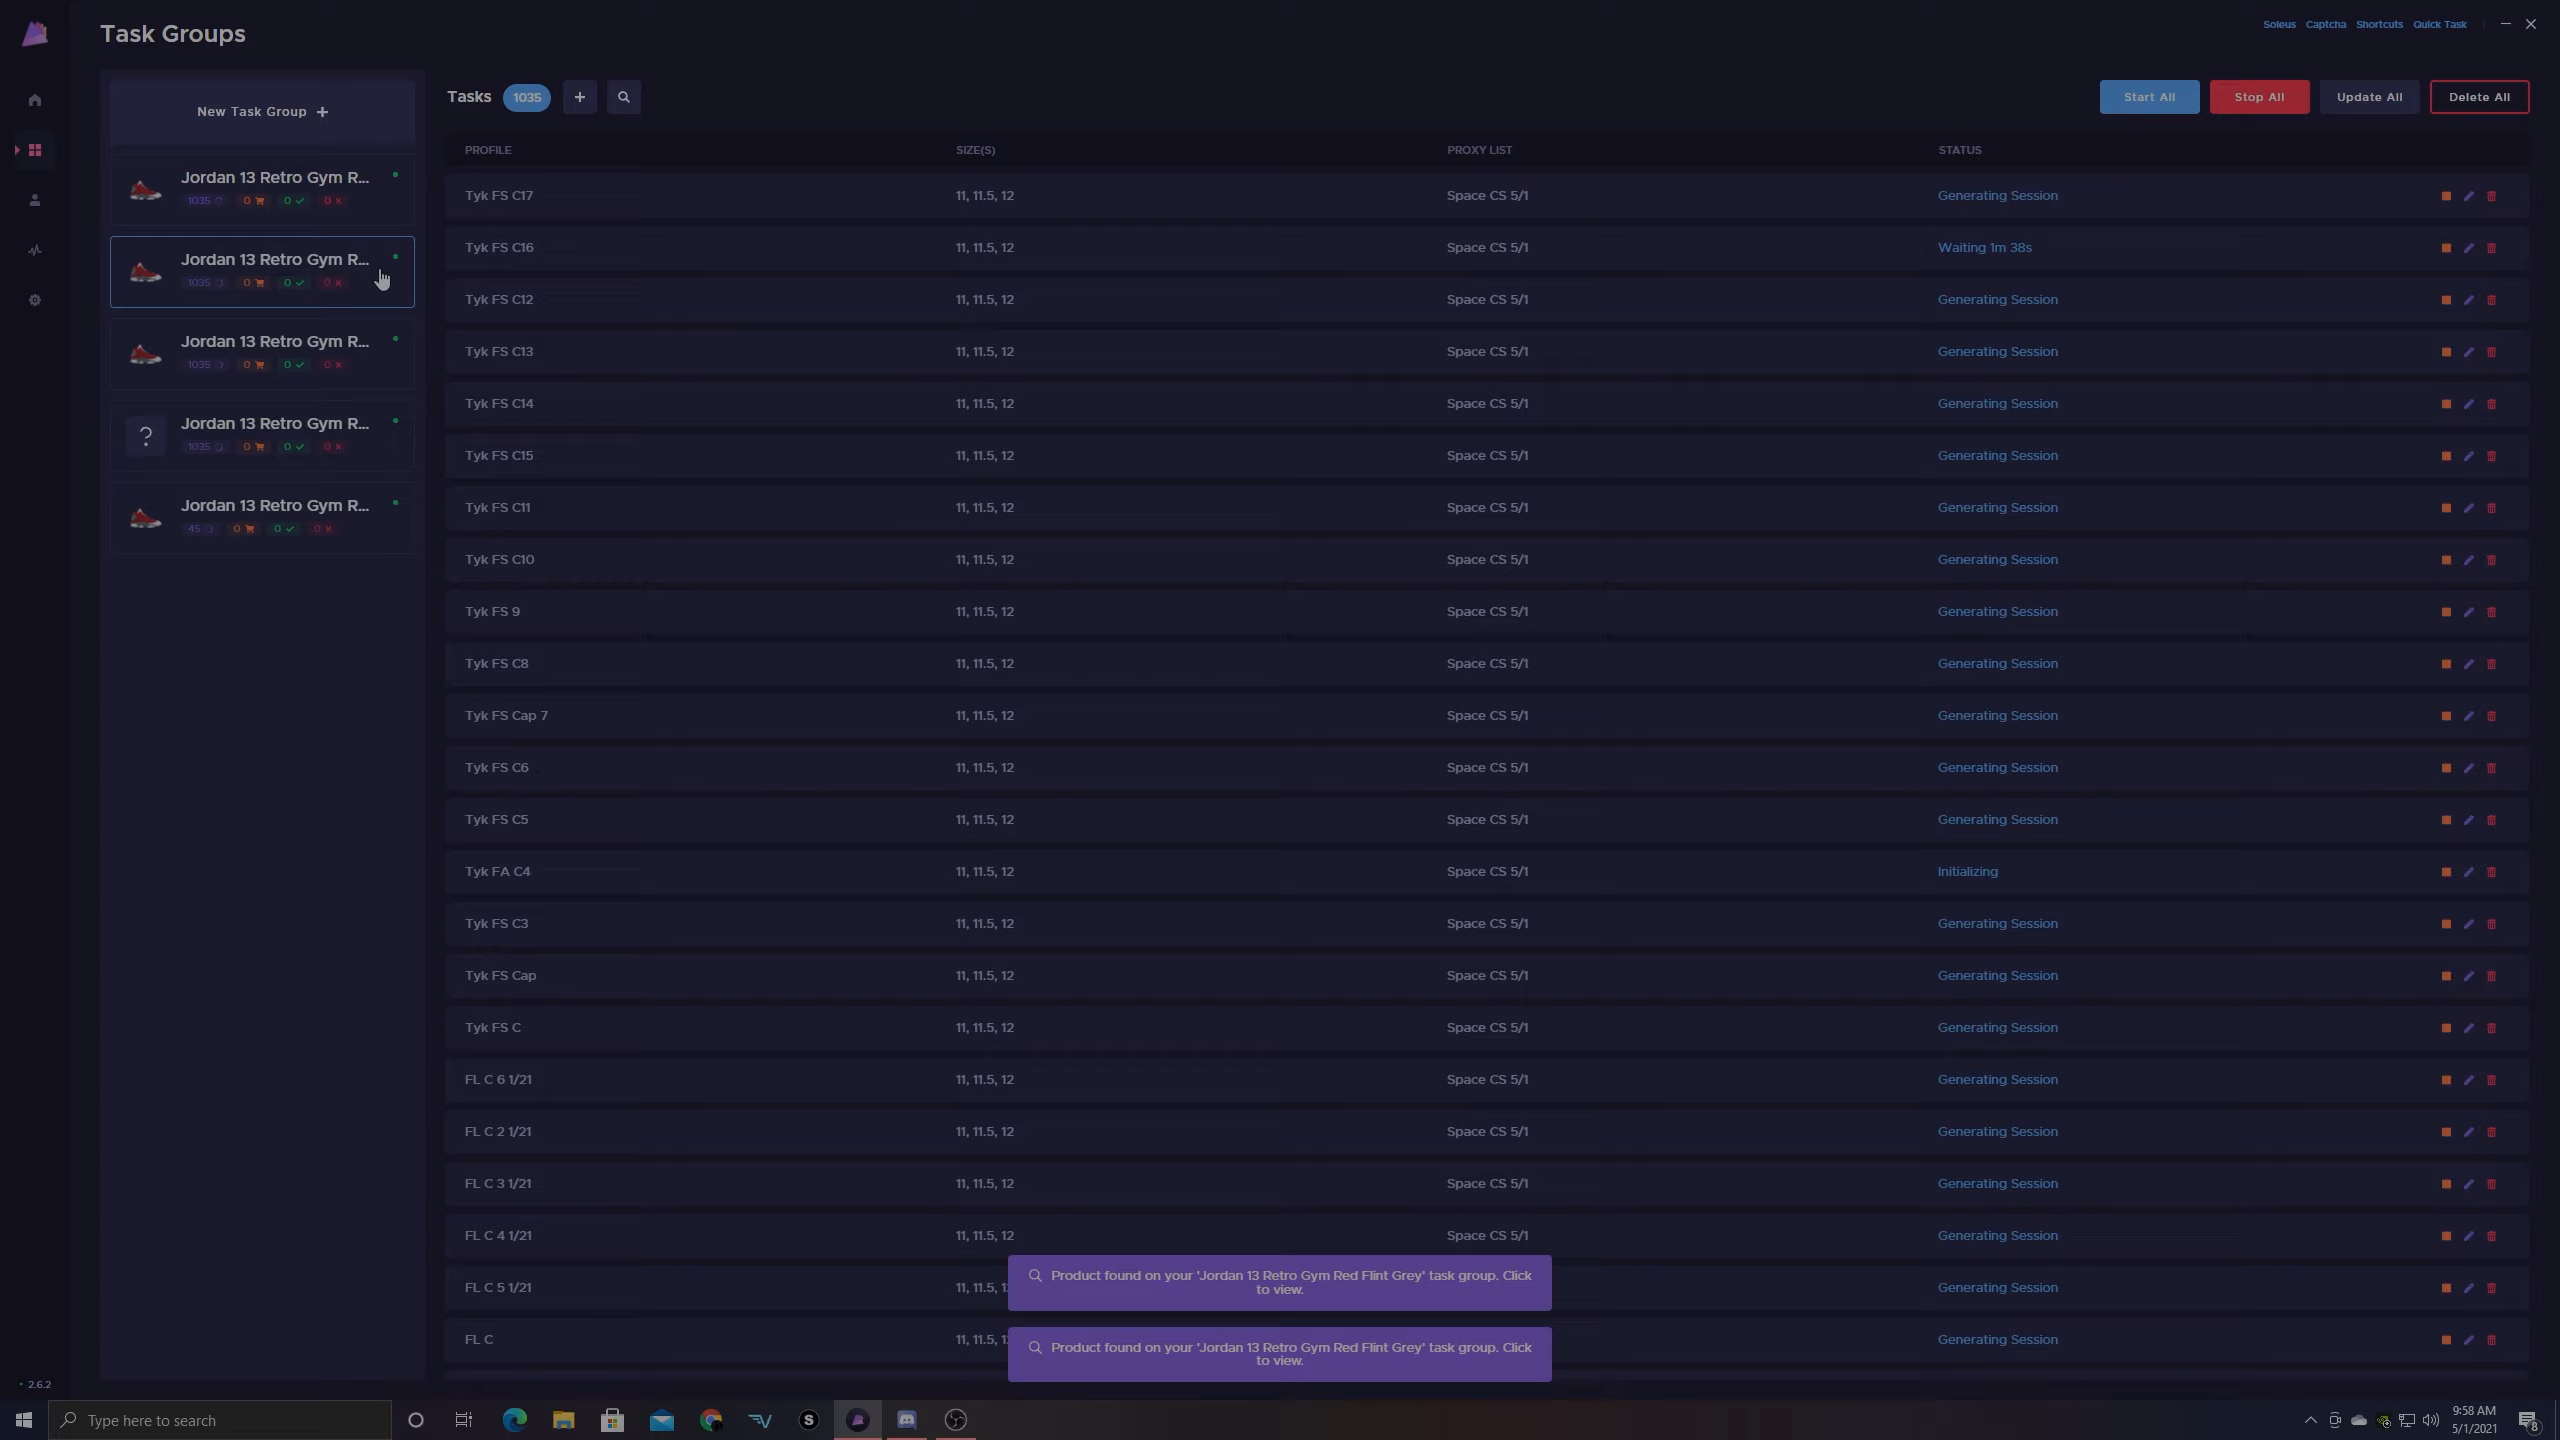 Task Groups
Soleus Captcha Shortcuts Quick Task
New Task Group +
Tasks 1035
Start All Stop All Update All Delete All
Jordan 13 Retro Gym R...
1035 0 0 0
Jordan 13 Retro Gym R...
1035 0 0 0
Jordan 13 Retro Gym R...
1035 0 0 0
?
Jordan 13 Retro Gym R...
1035 0 0 0
Jordan 13 Retro Gym R...
45 0 0 0
PROFILE SIZE(S) PROXY LIST STATUS
Tyk FS C17 11, 11.5, 12 Space CS 5/1 Generating Session
Tyk FS C16 11, 11.5, 12 Space CS 5/1 Waiting 1m 38s
Tyk FS C12 11, 11.5, 12 Space CS 5/1 Generating Session
Tyk FS C13 11, 11.5, 12 Space CS 5/1 Generating Session
Tyk FS C14 11, 11.5, 12 Space CS 5/1 Generating Session
Tyk FS C15 11, 11.5, 12 Space CS 5/1 Generating Session
Tyk FS C11 11, 11.5, 12 Space CS 5/1 Generating Session
Tyk FS C10 11, 11.5, 12 Space CS 5/1 Generating Session
Tyk FS 9 11, 11.5, 12 Space CS 5/1 Generating Session
Tyk FS C8 11, 11.5, 12 Space CS 5/1 Generating Session
Tyk FS Cap 7 11, 11.5, 12 Space CS 5/1 Generating Session
Tyk FS C6 11, 11.5, 12 Space CS 5/1 Generating Session
Tyk FS C5 11, 11.5, 12 Space CS 5/1 Generating Session
Tyk FA C4 11, 11.5, 12 Space CS 5/1 Initializing
Tyk FS C3 11, 11.5, 12 Space CS 5/1 Generating Session
Tyk FS Cap 11, 11.5, 12 Space CS 5/1 Generating Session
Tyk FS C 11, 11.5, 12 Space CS 5/1 Generating Session
FL C 6 1/21 11, 11.5, 12 Space CS 5/1 Generating Session
FL C 2 1/21 11, 11.5, 12 Space CS 5/1 Generating Session
FL C 3 1/21 11, 11.5, 12 Space CS 5/1 Generating Session
FL C 4 1/21 11, 11.5, 12 Space CS 5/1 Generating Session
FL C 5 1/21 11, 11.5, 1 Generating Session
FL C 11, 11.5, 1 Generating Session
Product found on your 'Jordan 13 Retro Gym Red Flint Grey' task group. Click
to view.
Product found on your 'Jordan 13 Retro Gym Red Flint Grey' task group. Click
to view.
2.6.2
Type here to search
S
9:58 AM
5/1/2021
8